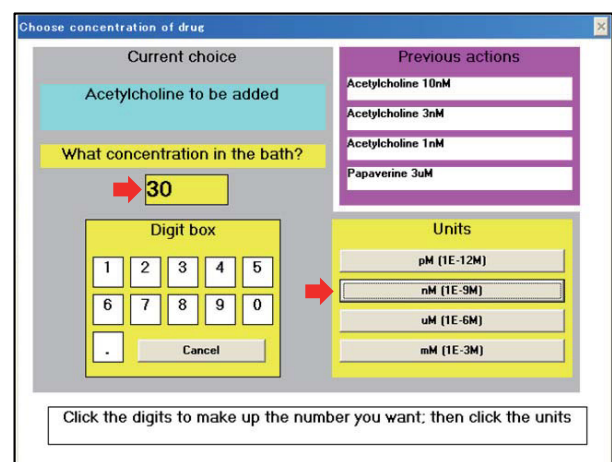 Choose concentration of drug
Current choice
Acetylcholine to be added
What concentration in the bath?
30
Digit box
1 2 3 4 5
6 7 8 9 0
. Cancel
Previous actions
Acetylcholine 10nM
Acetylcholine 3nM
Acetylcholine 1nM
Papaverine 3uM
Units
pM (1E-12M)
nM (1E-9M)
uM (1E-6M)
mM (1E-3M)
Click the digits to make up the number you want; then click the units